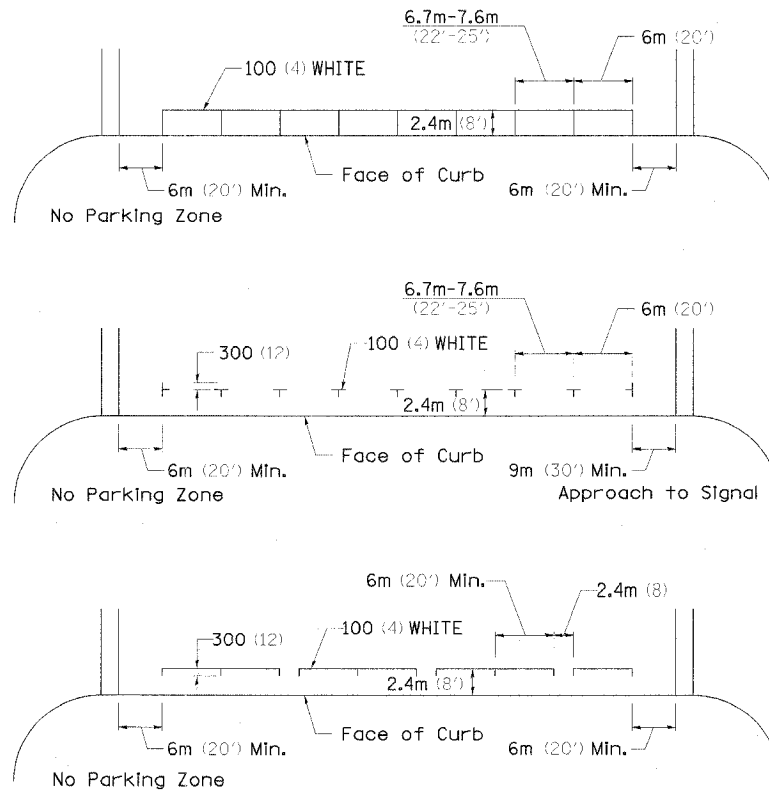 6.7m-7.6m
(22'-25')
6m (20')
100 (4) WHITE
2.4m (8')
Face of Curb
6m (20') Min.
6m (20') Min.
No Parking Zone
6.7m-7.6m
(22'-25')
6m (20')
300 (12)
100 (4) WHITE
2.4m (8')
Face of Curb
6m (20') Min.
9m (30') Min.
No Parking Zone
Approach to Signal
6m (20') Min.
2.4m (8)
300 (12)
100 (4) WHITE
2.4m (8')
Face of Curb
6m (20') Min.
6m (20') Min.
No Parking Zone